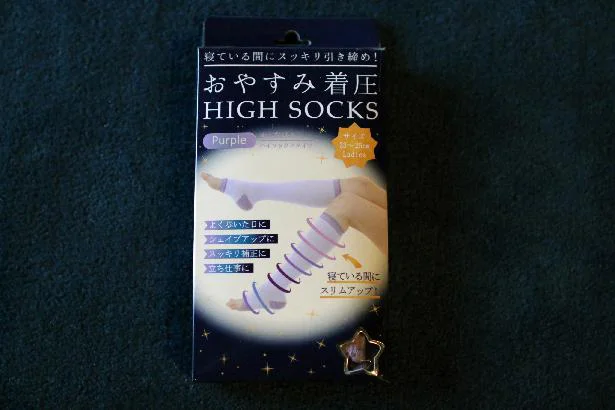 寝ている間にスッキリ引き締め!
おやすみ着圧
HIGH SOCKS
Purple
サイズ
23~25cm
Ladies
よく歩いた日に
シェイプアップに
スッキリ補正に
立ち仕事に
寝ている間に
スリムアップ!